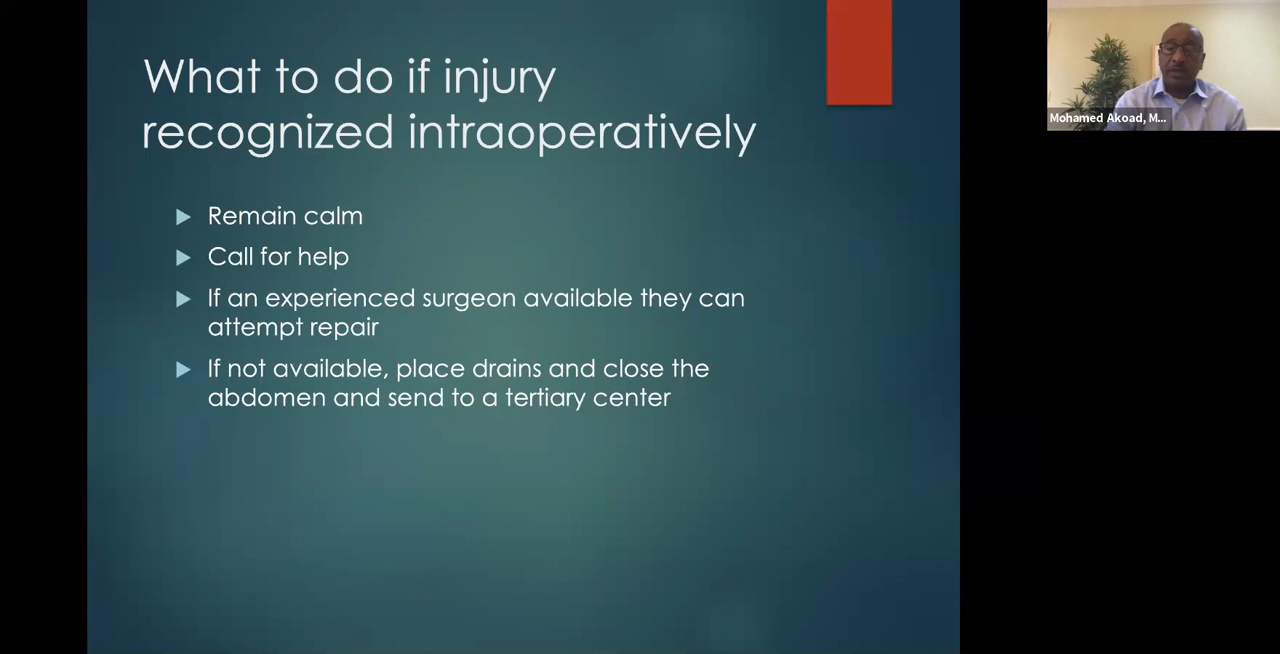 What to do if injury
recognized intraoperatively
Remain calm
Call for help
If an experienced surgeon available they can
attempt repair
If not available, place drains and close the
abdomen and send to a tertiary center
Mohamed Akoad, M...